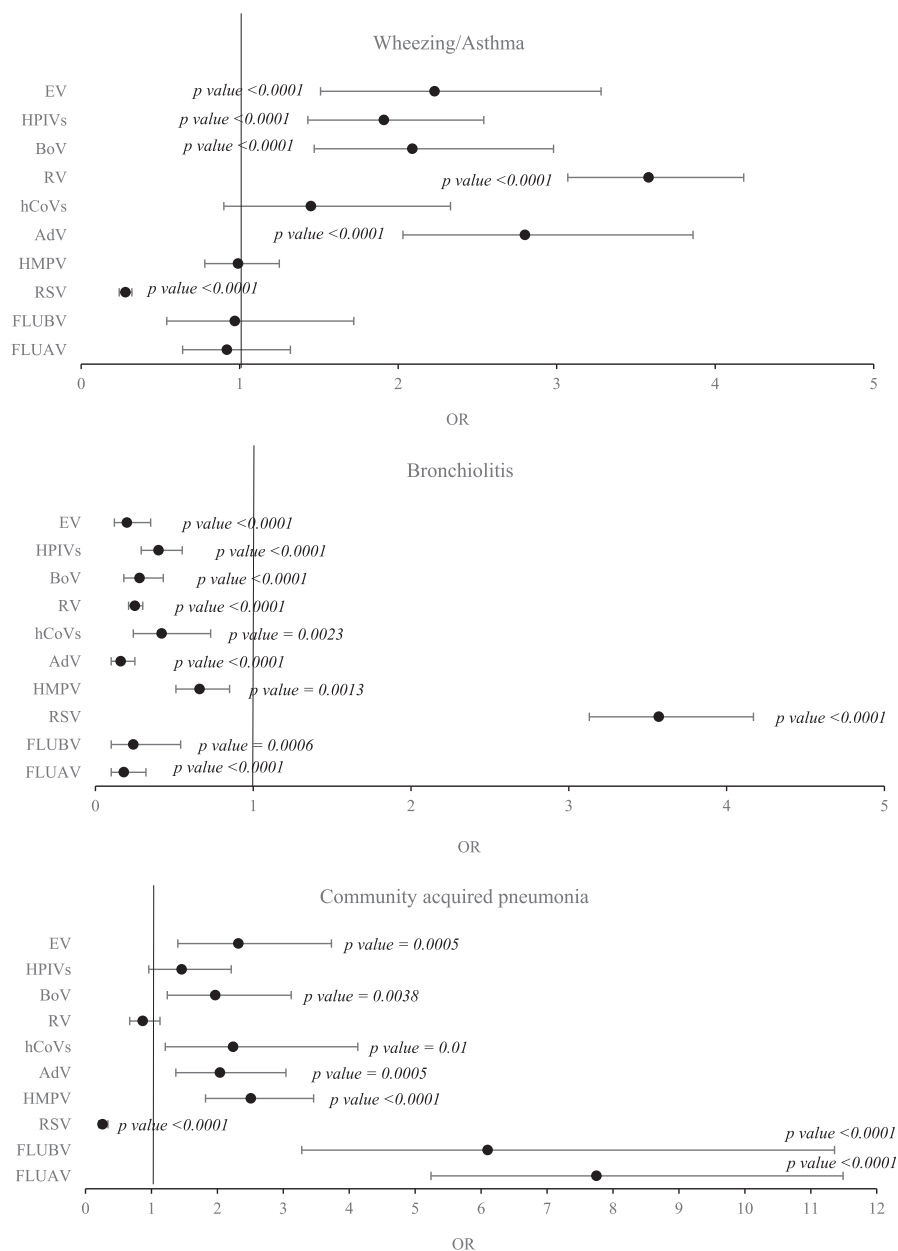 Wheezing/Asthma
EV p value <0.0001
HPIVs p value <0.0001
BoV p value <0.0001
RV p value <0.0001
hCoVs
AdV p value <0.0001
HMPV
RSV p value <0.0001
FLUBV
FLUAV
0 1 2 3 4 5
OR
Bronchiolitis
EV p value <0.0001
HPIVs p value <0.0001
BoV p value <0.0001
RV p value <0.0001
hCoVs p value = 0.0023
AdV p value <0.0001
HMPV p value = 0.0013
RSV p value <0.0001
FLUBV p value = 0.0006
FLUAV p value <0.0001
0 1 2 3 4 5
OR
Community acquired pneumonia
EV p value = 0.0005
HPIVs
BoV p value = 0.0038
RV
hCoVs p value = 0.01
AdV p value = 0.0005
HMPV p value <0.0001
RSV p value <0.0001
FLUBV p value <0.0001
FLUAV p value <0.0001
0 1 2 3 4 5 6 7 8 9 10 11 12
OR